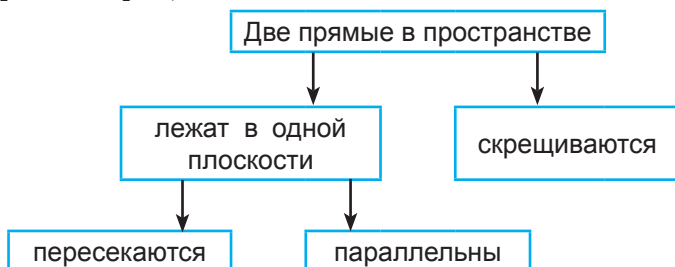 Две прямые в пространстве
лежат в одной
плоскости
скрещиваются
пересекаются
параллельны